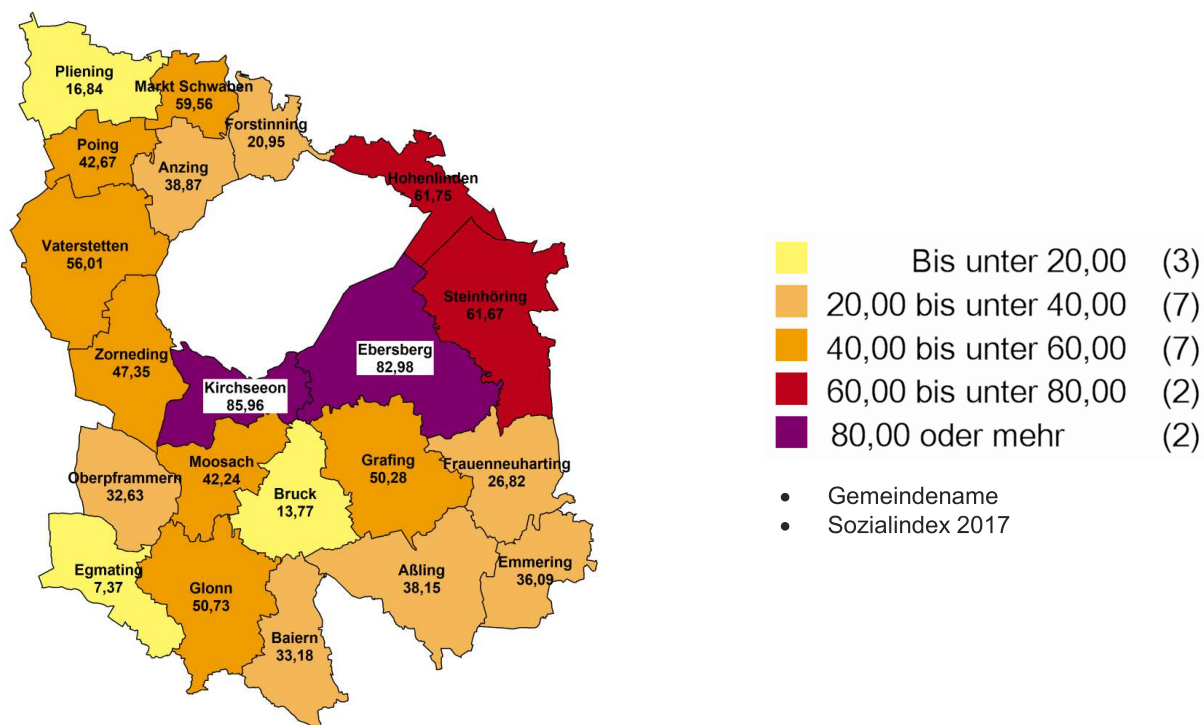 Pliening
16,84
Markt Schwaben
59,56
Forstinning
20,95
Poing
42,67
Anzing
38,87
Hohenlinden
61,75
Vaterstetten
56,01
Steinhöring
61,67
Zorneding
47,35
Ebersberg
82,98
Kirchseeon
85,96
Oberpframmern
32,63
Moosach
42,24
Grafing
50,28
Frauenneuharting
26,82
Bruck
13,77
Egmating
7,37
Glonn
50,73
Aßling
38,15
Emmering
36,09
Baiern
33,18
Bis unter 20,00 (3)
20,00 bis unter 40,00 (7)
40,00 bis unter 60,00 (7)
60,00 bis unter 80,00 (2)
80,00 oder mehr (2)
• Gemeindename
• Sozialindex 2017